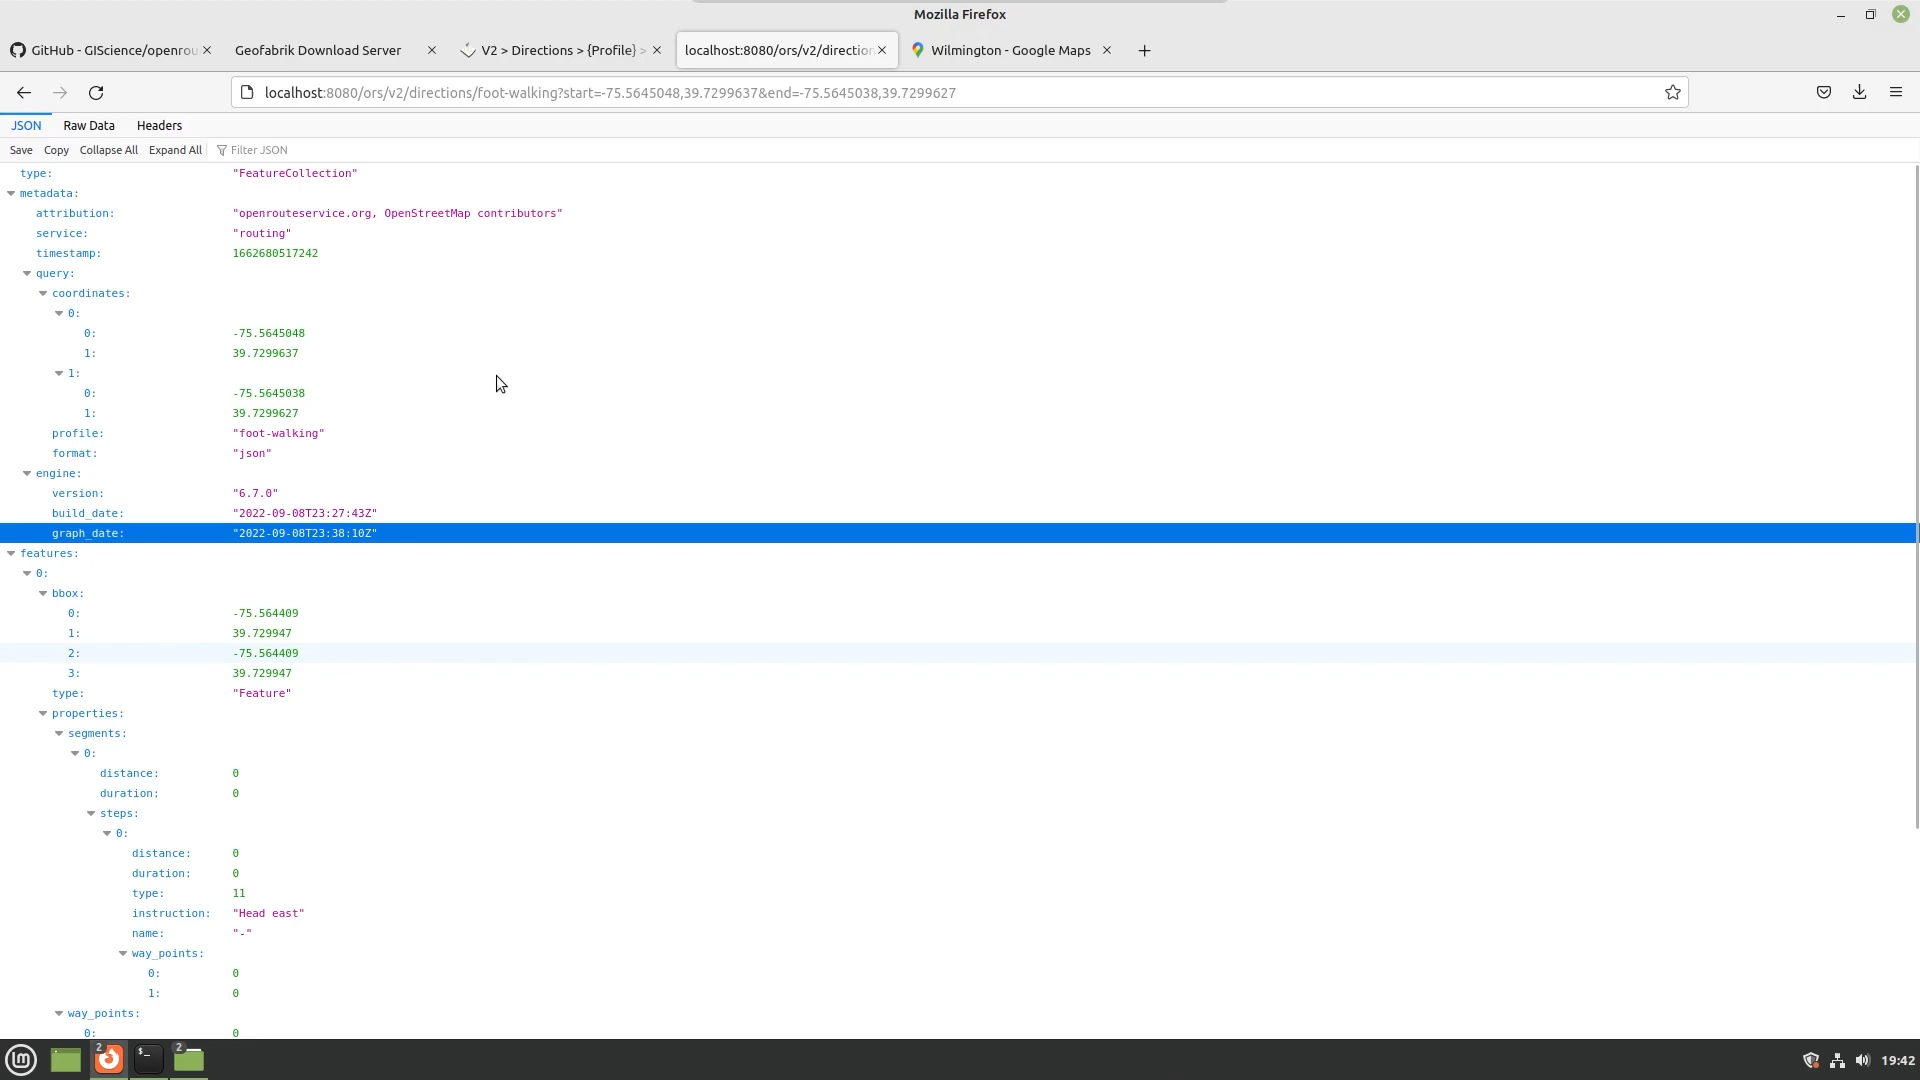 Mozilla Firefox
GitHub - GIScience/openrou
Geofabrik Download Server
V2 > Directions > {Profile} >
localhost:8080/ors/v2/direction
Wilmington - Google Maps
localhost:8080/ors/v2/directions/foot-walking?start=-75.5645048,39.7299637&end=-75.5645038,39.7299627
JSON Raw Data Headers
Save Copy Collapse All Expand All Filter JSON
type: "FeatureCollection"
metadata:
attribution: "openrouteservice.org, OpenStreetMap contributors"
service: "routing"
timestamp: 1662680517242
query:
coordinates:
0:
0: -75.5645048
1: 39.7299637
1:
0: -75.5645038
1: 39.7299627
profile: "foot-walking"
format: "json"
engine:
version: "6.7.0"
build_date: "2022-09-08T23:27:43Z"
graph_date: "2022-09-08T23:38:10Z"
features:
0:
bbox:
0: -75.564409
1: 39.729947
2: -75.564409
3: 39.729947
type: "Feature"
properties:
segments:
0:
distance: 0
duration: 0
steps:
0:
distance: 0
duration: 0
type: 11
instruction: "Head east"
name: "-"
way_points:
0: 0
1: 0
way_points:
0: 0
lm 2 $_ 2 19:42